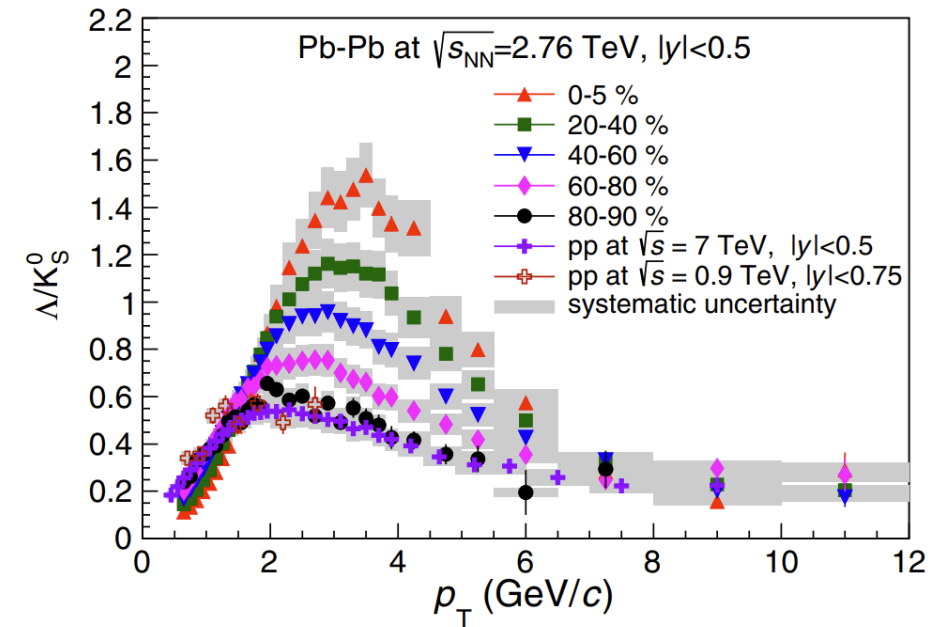 Pb-Pb at √s_NN=2.76 TeV, |y|<0.5
0-5 %
20-40 %
40-60 %
60-80 %
80-90 %
pp at √s = 7 TeV, |y|<0.5
pp at √s = 0.9 TeV, |y|<0.75
systematic uncertainty
Λ/K⁰_S
2.2
2
1.8
1.6
1.4
1.2
1
0.8
0.6
0.4
0.2
0
0 2 4 6 8 10 12
p_T (GeV/c)